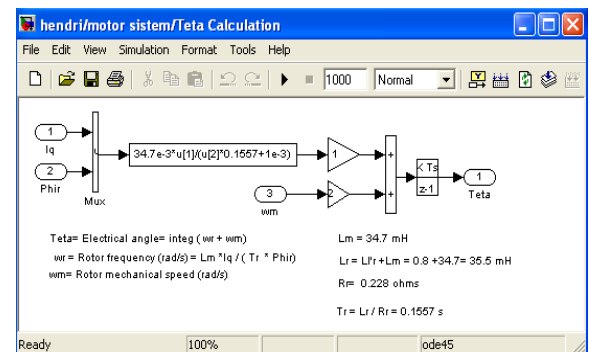 hendri/motor sistem/Teta Calculation
File Edit View Simulation Format Tools Help
1000 Normal
1
Iq
2
Phir
Mux
34.7e-3*u[1]/(u[2]*0.1557+1e-3)
1
3
wm
2
+
+
K Ts
z-1
1
Teta
Teta= Electrical angle= integ ( wr + wm)
wr = Rotor frequency (rad/s) = Lm *Iq / ( Tr * Phir)
wm= Rotor mechanical speed (rad/s)
Lm = 34.7 mH
Lr = Ll'r +Lm = 0.8 +34.7= 35.5 mH
Rr= 0.228 ohms
Tr = Lr / Rr = 0.1557 s
Ready 100% ode45